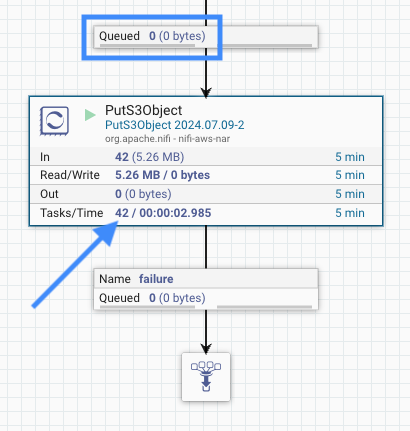 Queued 0 (0 bytes)
PutS3Object
PutS3Object 2024.07.09-2
org.apache.nifi - nifi-aws-nar
In 42 (5.26 MB) 5 min
Read/Write 5.26 MB / 0 bytes 5 min
Out 0 (0 bytes) 5 min
Tasks/Time 42 / 00:00:02.985 5 min
Name failure
Queued 0 (0 bytes)